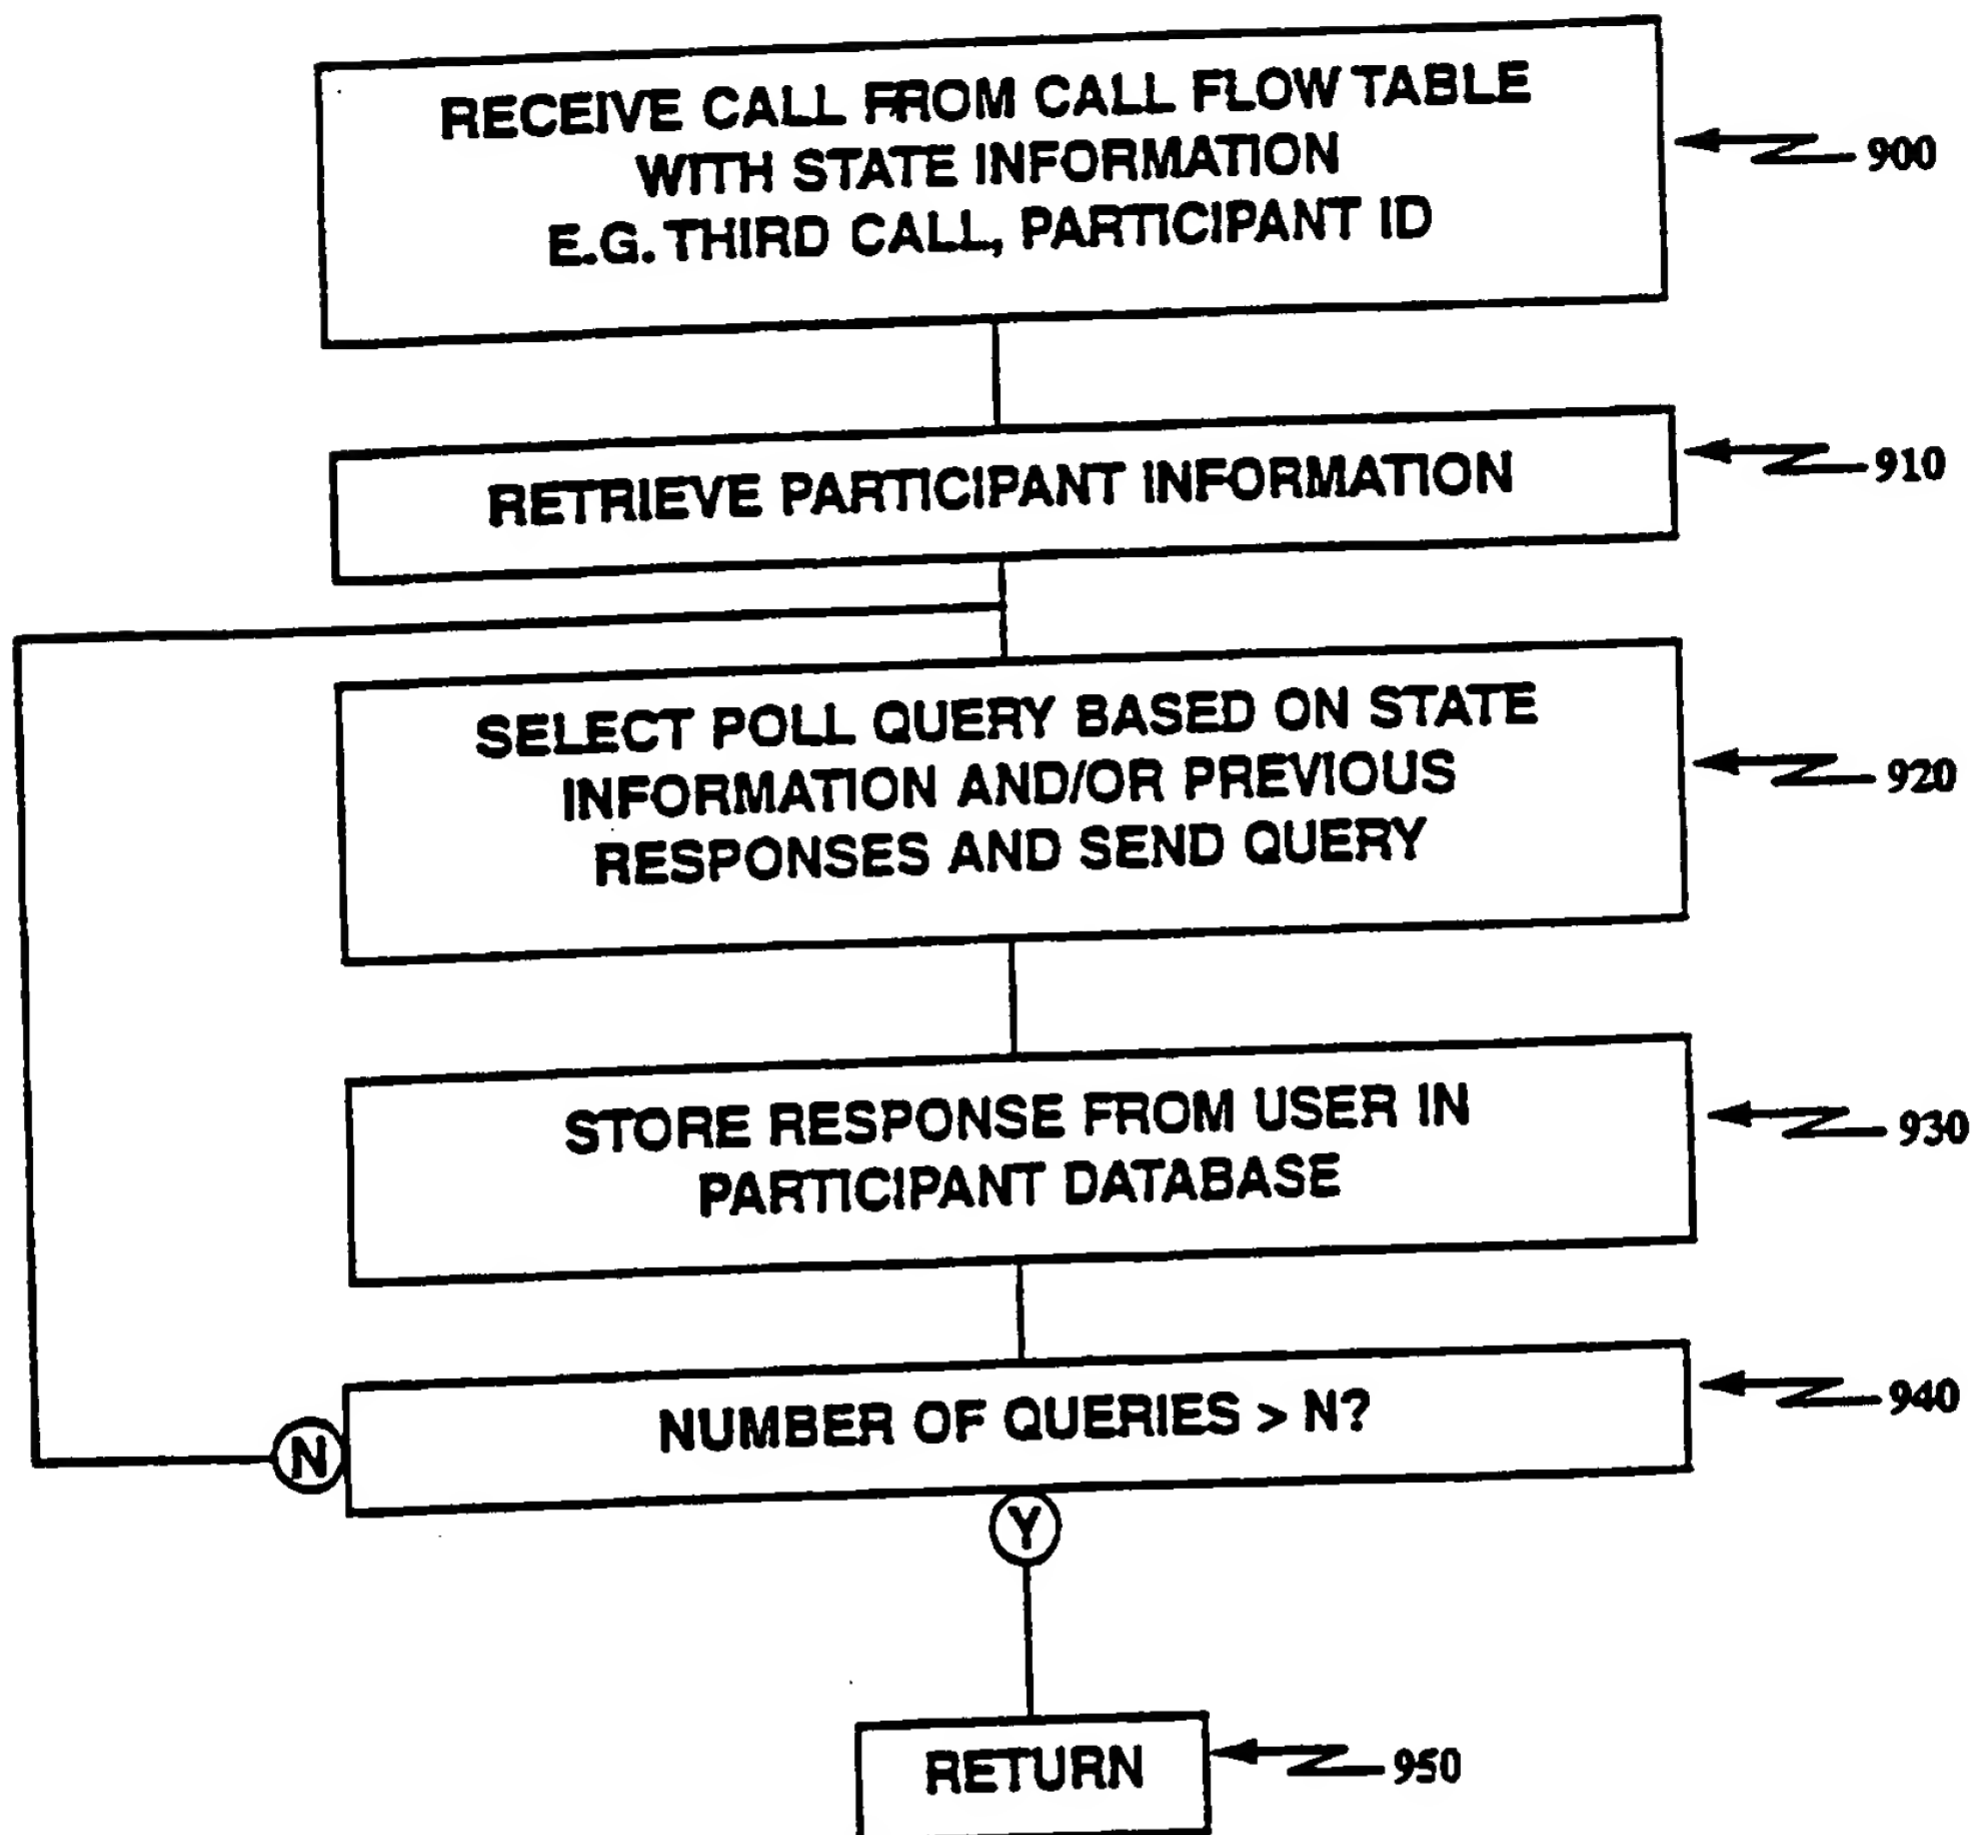 RECEIVE CALL FROM CALL FLOW TABLE
WITH STATE INFORMATION
E.G. THIRD CALL, PARTICIPANT ID
900
RETRIEVE PARTICIPANT INFORMATION
910
SELECT POLL QUERY BASED ON STATE
INFORMATION AND/OR PREVIOUS
RESPONSES AND SEND QUERY
920
STORE RESPONSE FROM USER IN
PARTICIPANT DATABASE
930
NUMBER OF QUERIES > N?
940
N
Y
RETURN
950